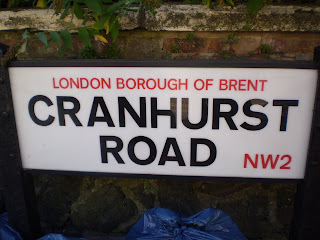 LONDON BOROUGH OF BRENT
CRANHURST
ROAD NW2